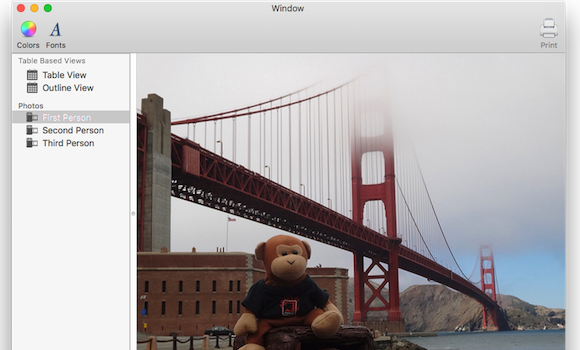 Window
Colors Fonts Print
Table Based Views
Table View
Outline View
Photos
First Person
Second Person
Third Person